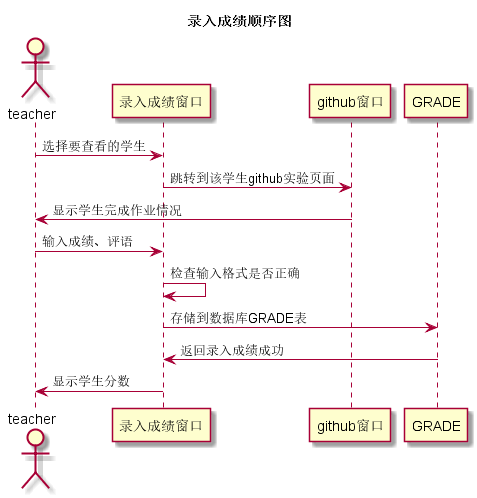 录入成绩顺序图
teacher
录入成绩窗口
github窗口
GRADE
选择要查看的学生
跳转到该学生github实验页面
显示学生完成作业情况
输入成绩、评语
检查输入格式是否正确
存储到数据库GRADE表
返回录入成绩成功
显示学生分数
teacher
录入成绩窗口
github窗口
GRADE